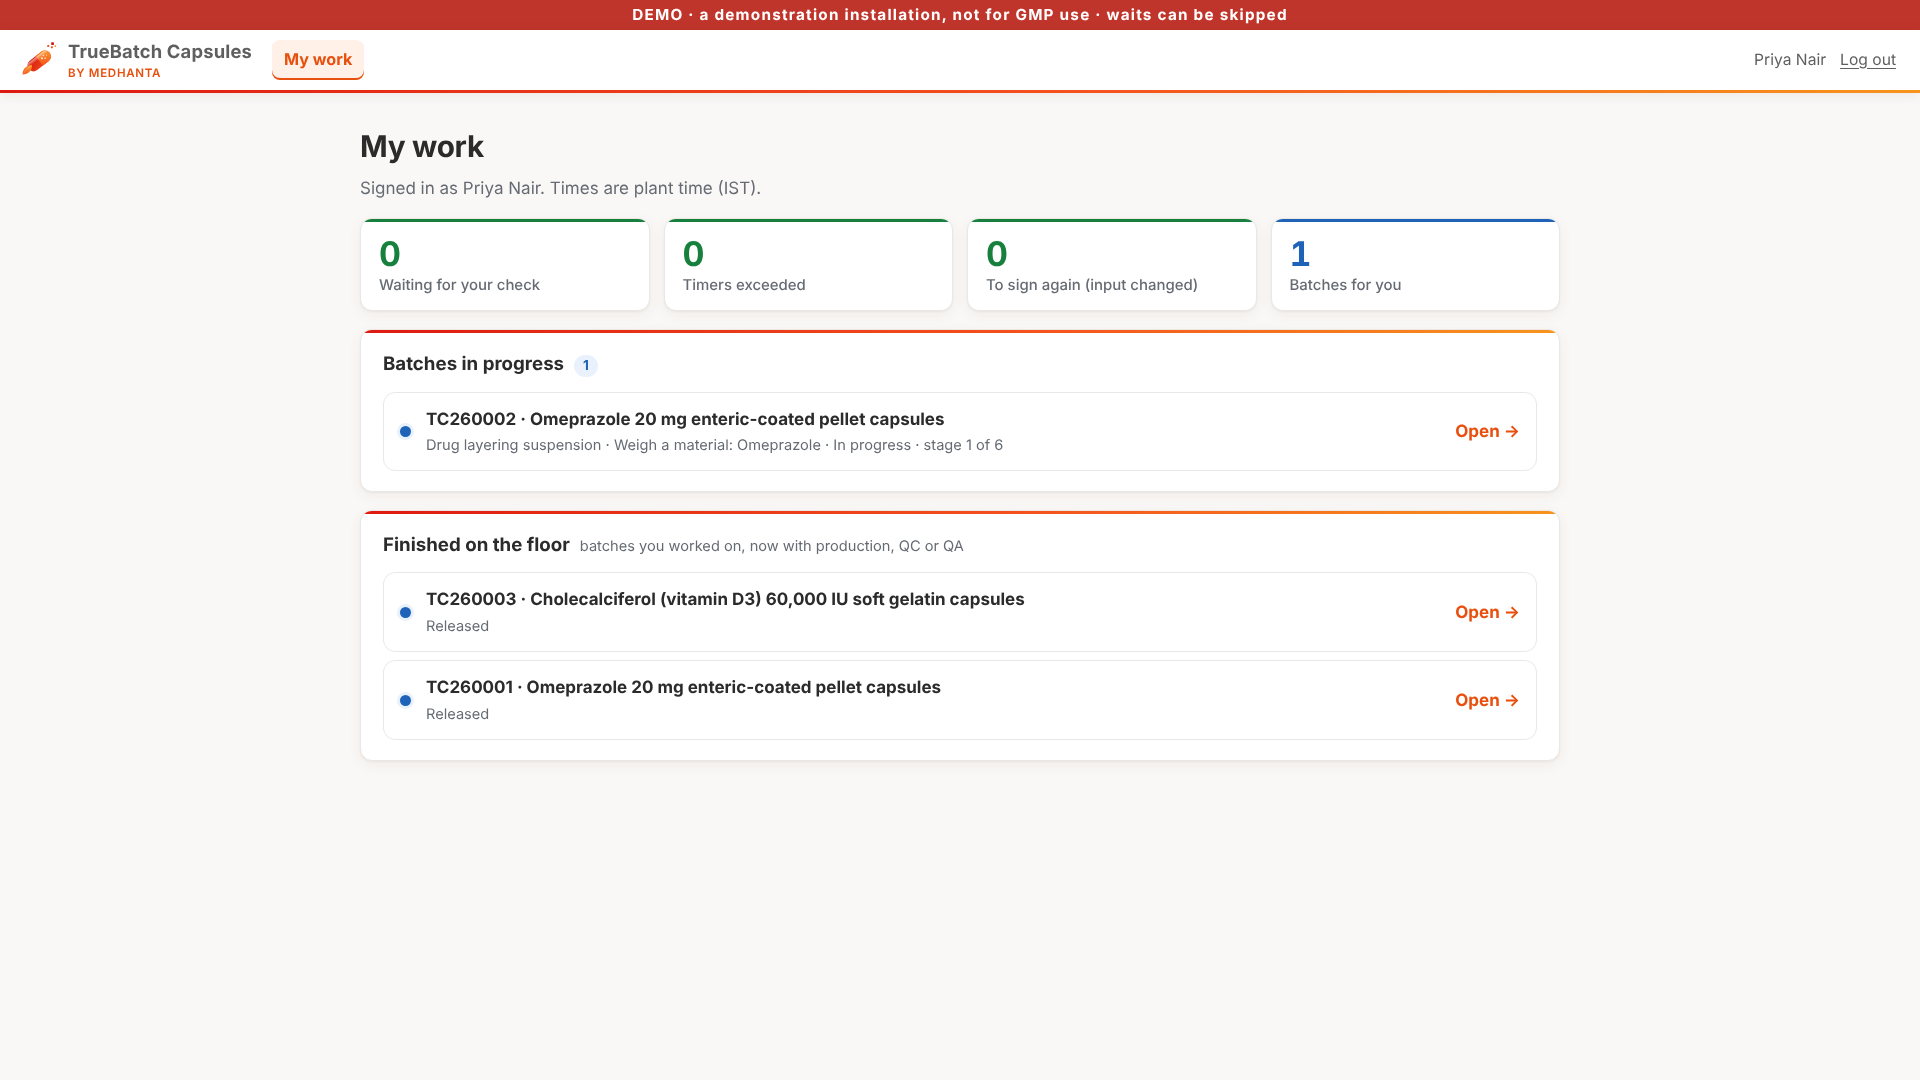 DEMO · a demonstration installation, not for GMP use · waits can be skipped
TrueBatch Capsules
BY MEDHANTA
My work
Priya Nair
Log out
My work
Signed in as Priya Nair. Times are plant time (IST).
0
Waiting for your check
0
Timers exceeded
0
To sign again (input changed)
1
Batches for you
Batches in progress 1
TC260002 · Omeprazole 20 mg enteric-coated pellet capsules
Drug layering suspension · Weigh a material: Omeprazole · In progress · stage 1 of 6
Open →
Finished on the floor batches you worked on, now with production, QC or QA
TC260003 · Cholecalciferol (vitamin D3) 60,000 IU soft gelatin capsules
Released
Open →
TC260001 · Omeprazole 20 mg enteric-coated pellet capsules
Released
Open →